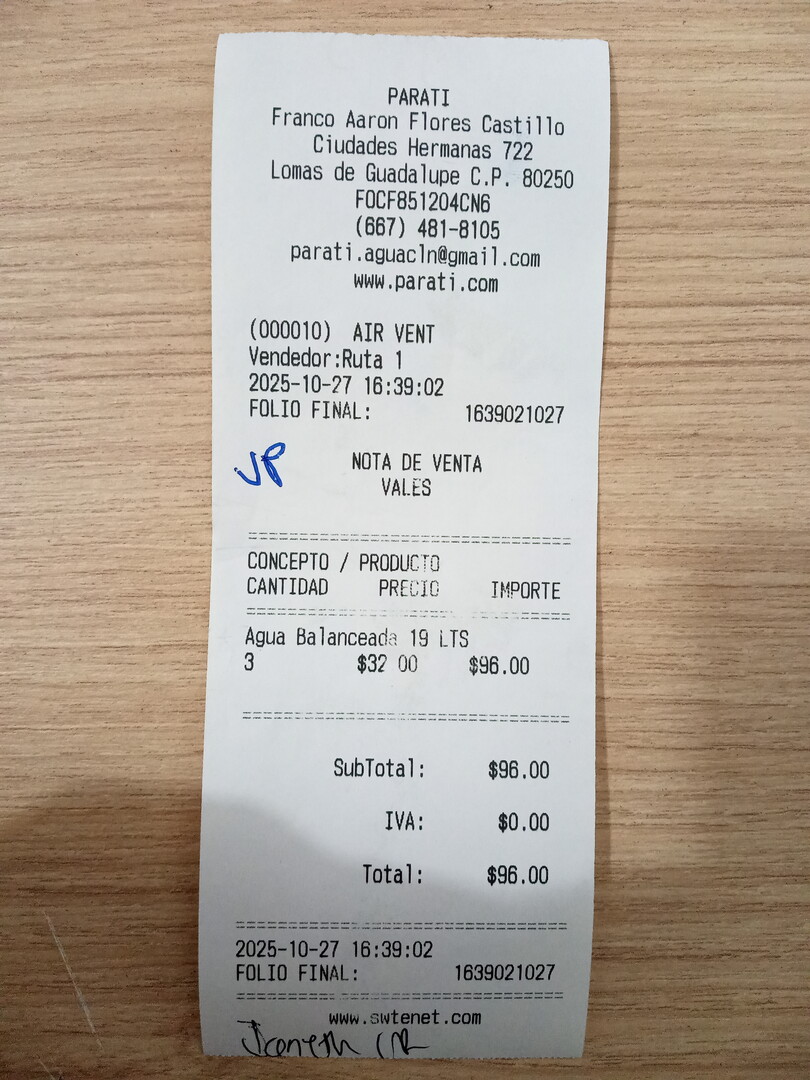 PARATI
Franco Aaron Flores Castillo
Ciudades Hermanas 722
Lomas de Guadalupe C.P. 80250
FOCF851204CN6
(667) 481-8105
parati.aguacln@gmail.com
www.parati.com
(000010) AIR VENT
Vendedor:Ruta 1
2025-10-27 16:39:02
FOLIO FINAL: 1639021027
JP
NOTA DE VENTA
VALES
CONCEPTO / PRODUCTO
CANTIDAD PRECIO IMPORTE
Agua Balanceada 19 LTS
3 $32 00 $96.00
SubTotal: $96.00
IVA: $0.00
Total: $96.00
2025-10-27 16:39:02
FOLIO FINAL: 1639021027
www.swtenet.com